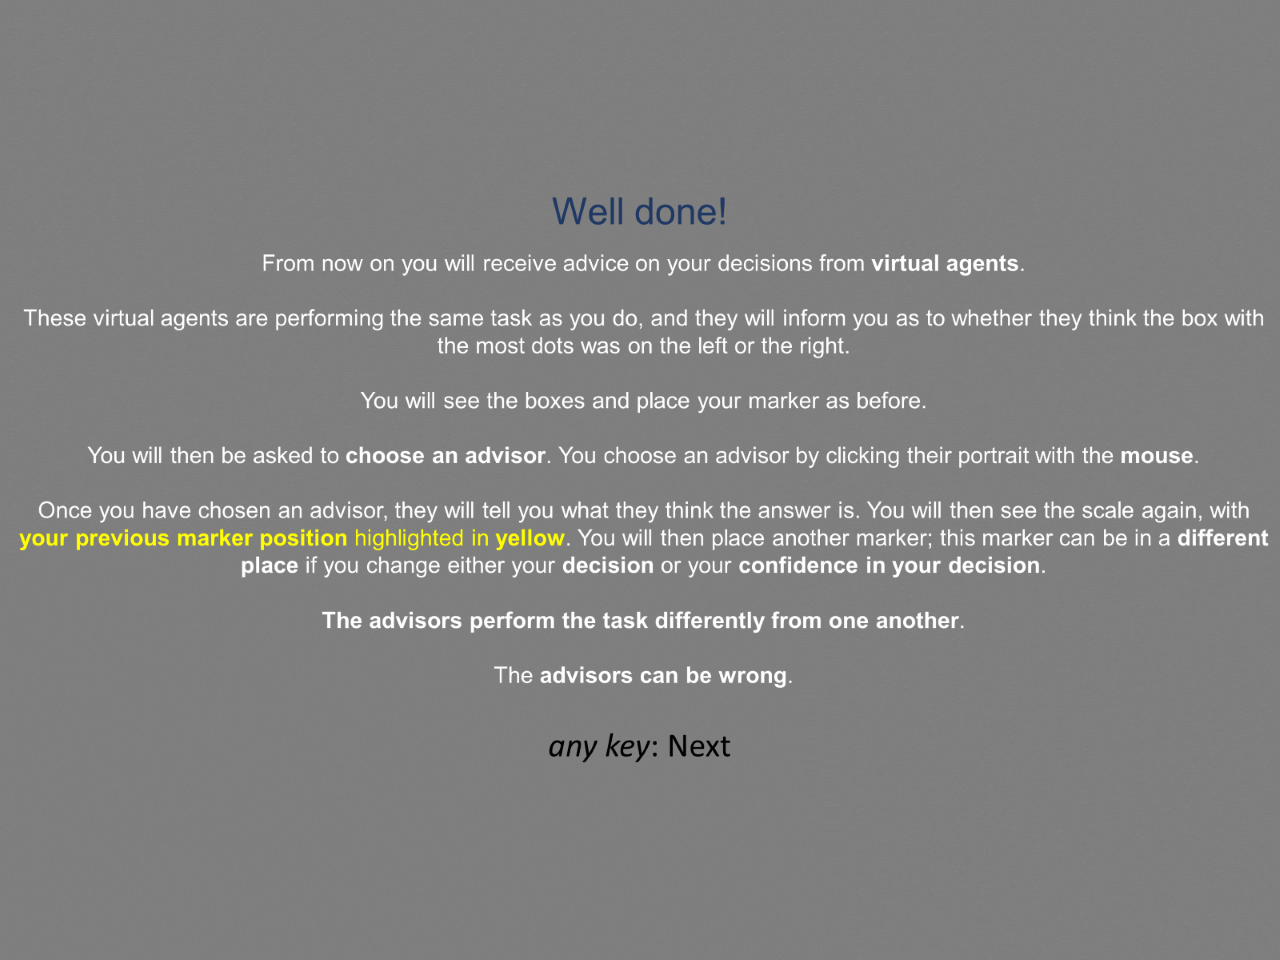 Well done!
From now on you will receive advice on your decisions from virtual agents.
These virtual agents are performing the same task as you do, and they will inform you as to whether they think the box with
the most dots was on the left or the right.
You will see the boxes and place your marker as before.
You will then be asked to choose an advisor. You choose an advisor by clicking their portrait with the mouse.
Once you have chosen an advisor, they will tell you what they think the answer is. You will then see the scale again, with
your previous marker position highlighted in yellow. You will then place another marker; this marker can be in a different
place if you change either your decision or your confidence in your decision.
The advisors perform the task differently from one another.
The advisors can be wrong.
any key: Next